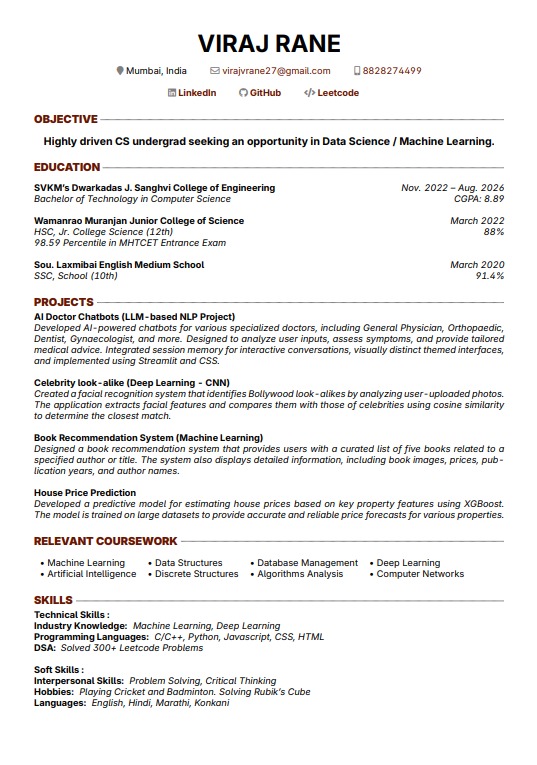 VIRAJ RANE
Mumbai, India virajvrane27@gmail.com 8828274499
LinkedIn GitHub Leetcode
OBJECTIVE
Highly driven CS undergrad seeking an opportunity in Data Science / Machine Learning.
EDUCATION
SVKM's Dwarkadas J. Sanghvi College of Engineering Nov. 2022 – Aug. 2026
Bachelor of Technology in Computer Science CGPA: 8.89
Wamanrao Muranjan Junior College of Science March 2022
HSC, Jr. College Science (12th) 88%
98.59 Percentile in MHTCET Entrance Exam
Sou. Laxmibai English Medium School March 2020
SSC, School (10th) 91.4%
PROJECTS
AI Doctor Chatbots (LLM-based NLP Project)
Developed AI-powered chatbots for various specialized doctors, including General Physician, Orthopaedic,
Dentist, Gynaecologist, and more. Designed to analyze user inputs, assess symptoms, and provide tailored
medical advice. Integrated session memory for interactive conversations, visually distinct themed interfaces,
and implemented using Streamlit and CSS.
Celebrity look-alike (Deep Learning - CNN)
Created a facial recognition system that identifies Bollywood look-alikes by analyzing user-uploaded photos.
The application extracts facial features and compares them with those of celebrities using cosine similarity
to determine the closest match.
Book Recommendation System (Machine Learning)
Designed a book recommendation system that provides users with a curated list of five books related to a
specified author or title. The system also displays detailed information, including book images, prices, pub-
lication years, and author names.
House Price Prediction
Developed a predictive model for estimating house prices based on key property features using XGBoost.
The model is trained on large datasets to provide accurate and reliable price forecasts for various properties.
RELEVANT COURSEWORK
• Machine Learning • Data Structures • Database Management • Deep Learning
• Artificial Intelligence • Discrete Structures • Algorithms Analysis • Computer Networks
SKILLS
Technical Skills :
Industry Knowledge: Machine Learning, Deep Learning
Programming Languages: C/C++, Python, Javascript, CSS, HTML
DSA: Solved 300+ Leetcode Problems
Soft Skills :
Interpersonal Skills: Problem Solving, Critical Thinking
Hobbies: Playing Cricket and Badminton. Solving Rubik's Cube
Languages: English, Hindi, Marathi, Konkani